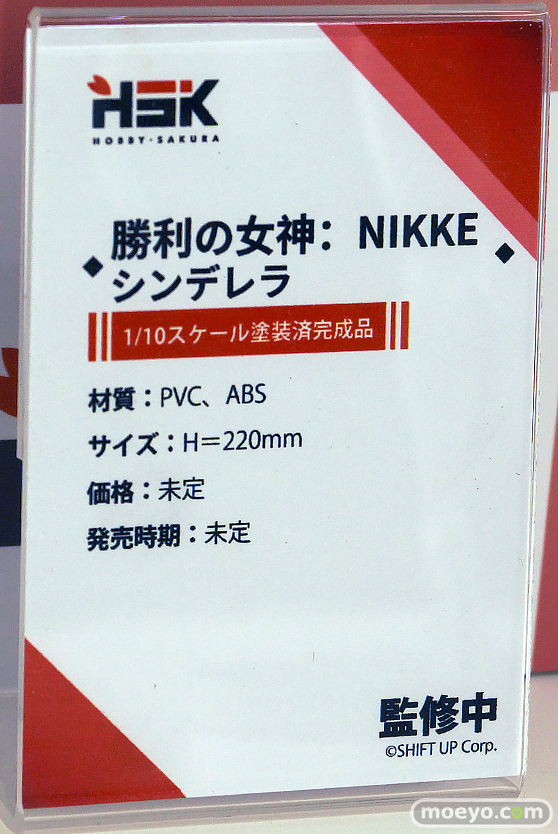 HSK
HOBBY・SAKURA
勝利の女神：NIKKE
シンデレラ
1/10スケール塗装済完成品
材質：PVC、ABS
サイズ：H＝220mm
価格：未定
発売時期：未定
監修中
©SHIFT UP Corp.
moeyo.com